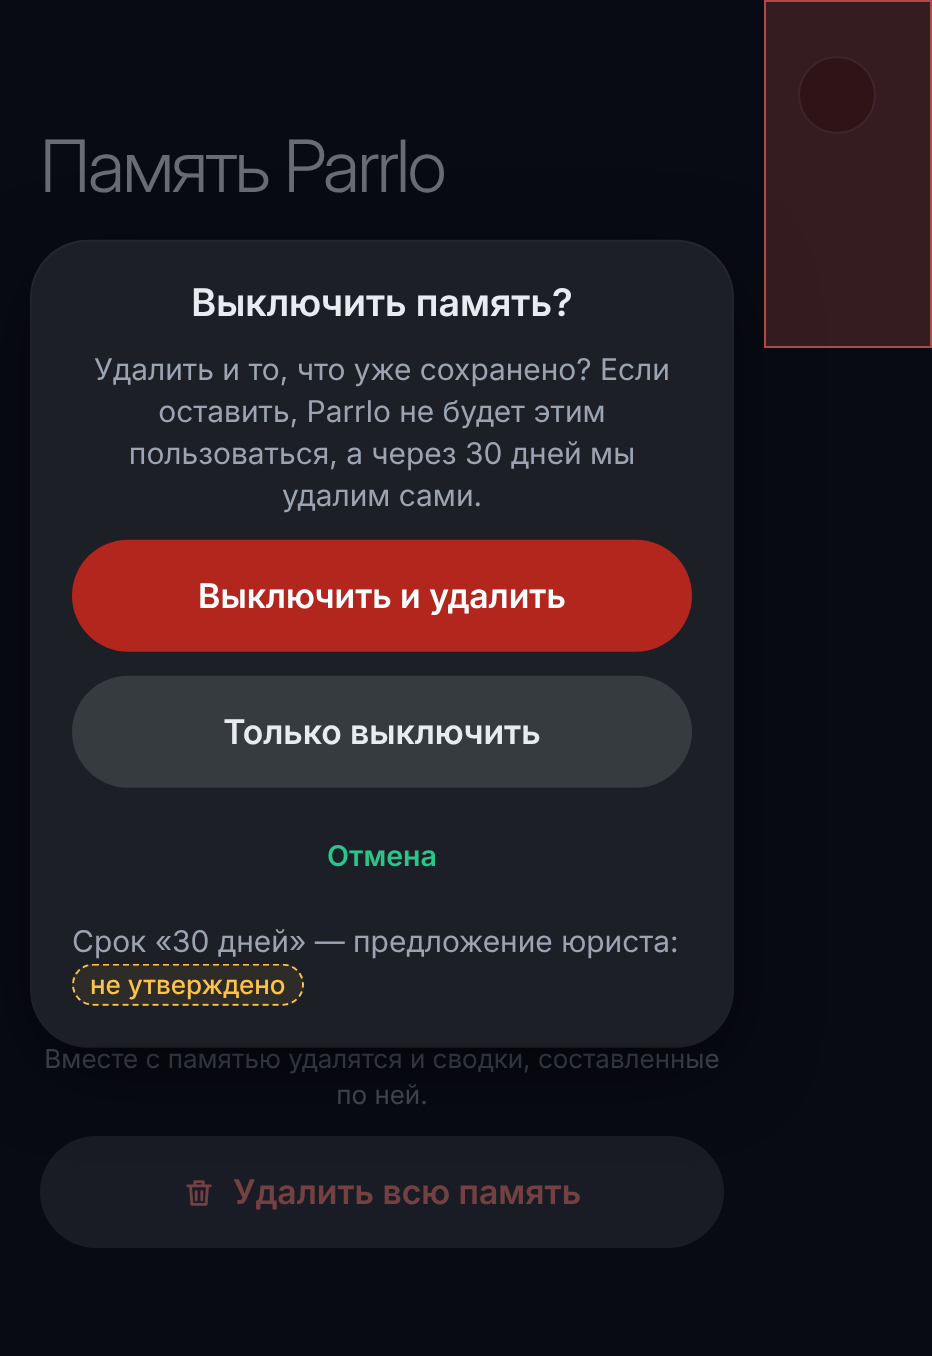 Память Parrlo
Выключить память?
Удалить и то, что уже сохранено? Если
оставить, Parrlo не будет этим
пользоваться, а через 30 дней мы
удалим сами.
Выключить и удалить
Только выключить
Отмена
Срок «30 дней» — предложение юриста:
не утверждено
Вместе с памятью удалятся и сводки, составленные
по ней.
Удалить всю память